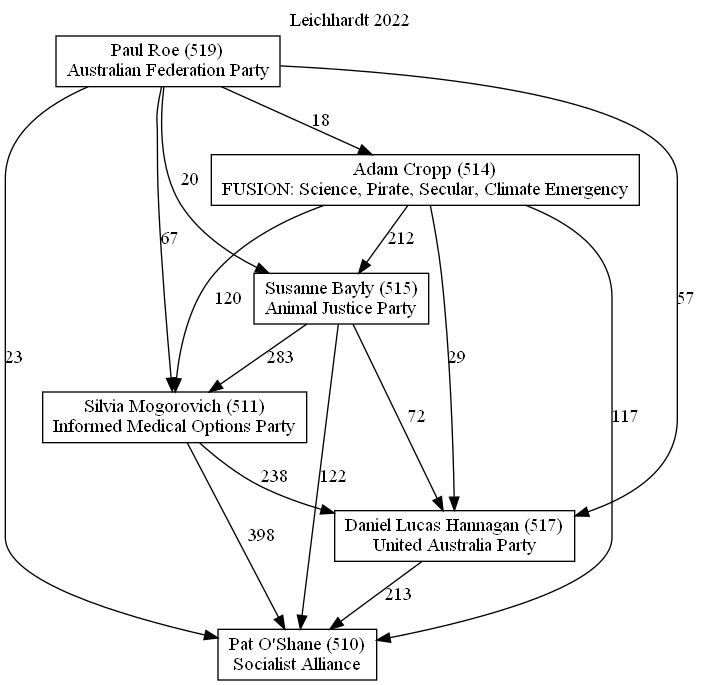 Leichhardt 2022
Paul Roe (519)
Australian Federation Party
18
Adam Cropp (514)
FUSION: Science, Pirate, Secular, Climate Emergency
20
67
212
Susanne Bayly (515)
Animal Justice Party
120
57
23
283
29
Silvia Mogorovich (511)
Informed Medical Options Party
72
117
238
122
Daniel Lucas Hannagan (517)
United Australia Party
398
213
Pat O'Shane (510)
Socialist Alliance